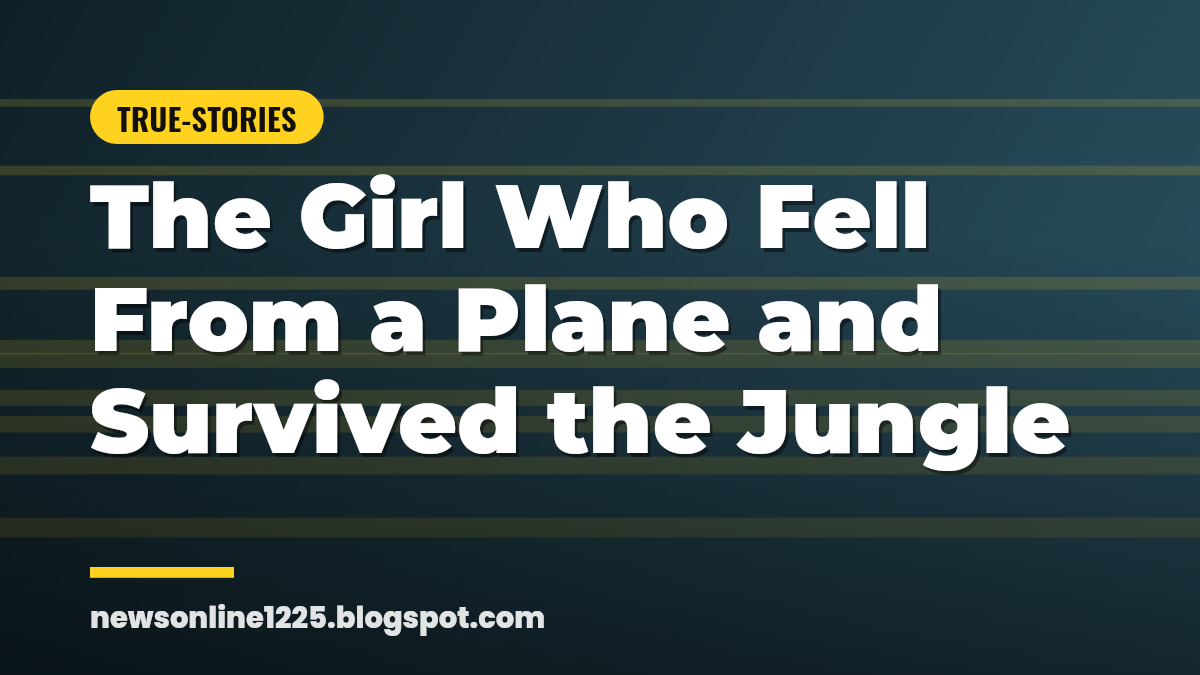 TRUE-STORIES
The Girl Who Fell
From a Plane and
Survived the Jungle
newsonline1225.blogspot.com